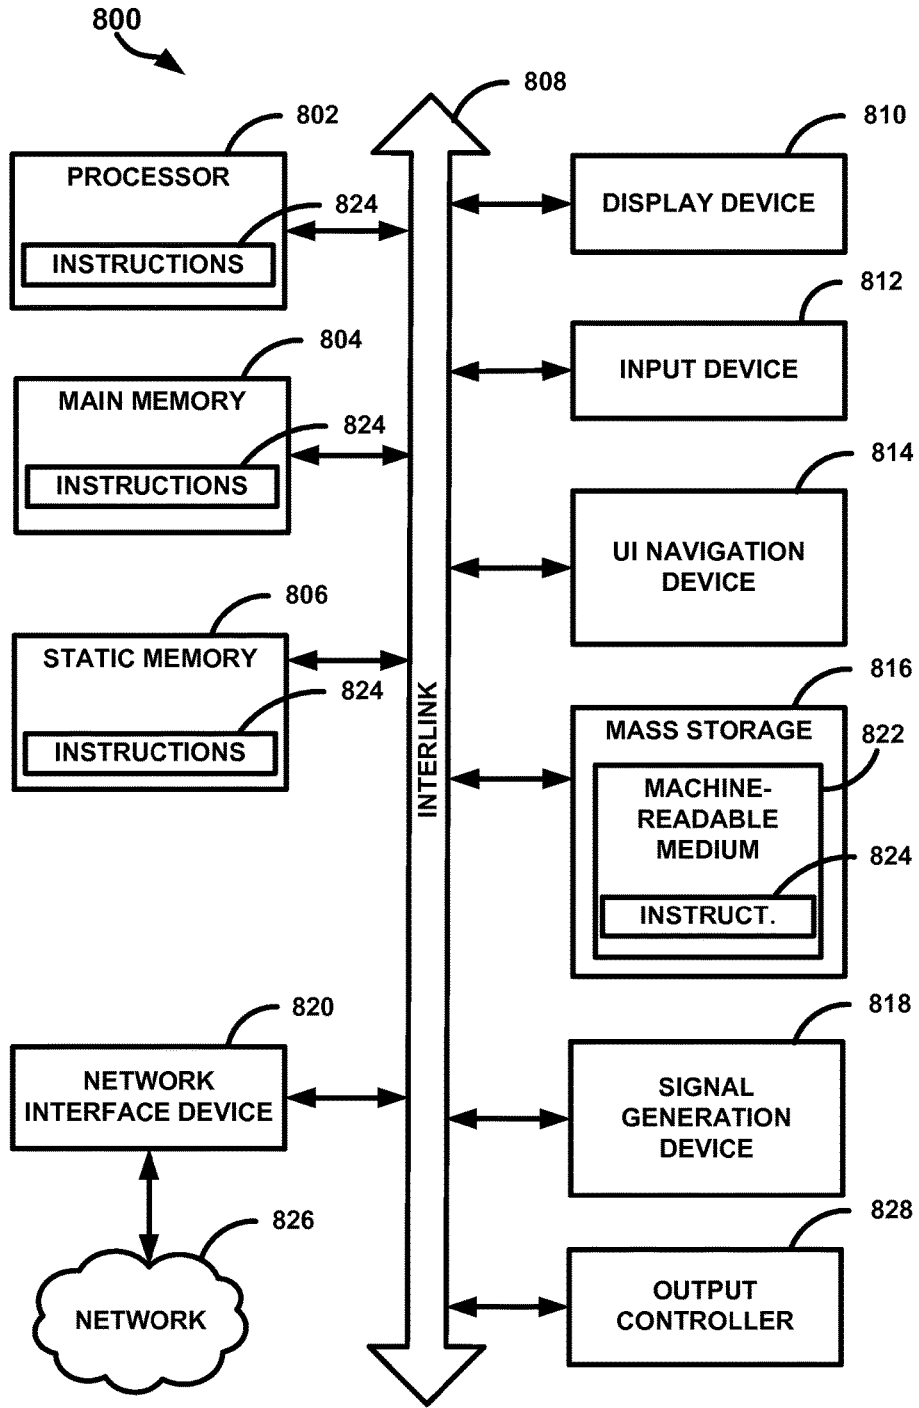 800
808
802
PROCESSOR
824
INSTRUCTIONS
804
MAIN MEMORY
824
INSTRUCTIONS
806
STATIC MEMORY
824
INSTRUCTIONS
820
NETWORK
INTERFACE DEVICE
826
NETWORK
INTERLINK
810
DISPLAY DEVICE
812
INPUT DEVICE
814
UI NAVIGATION
DEVICE
816
MASS STORAGE
822
MACHINE-
READABLE
MEDIUM
824
INSTRUCT.
818
SIGNAL
GENERATION
DEVICE
828
OUTPUT
CONTROLLER